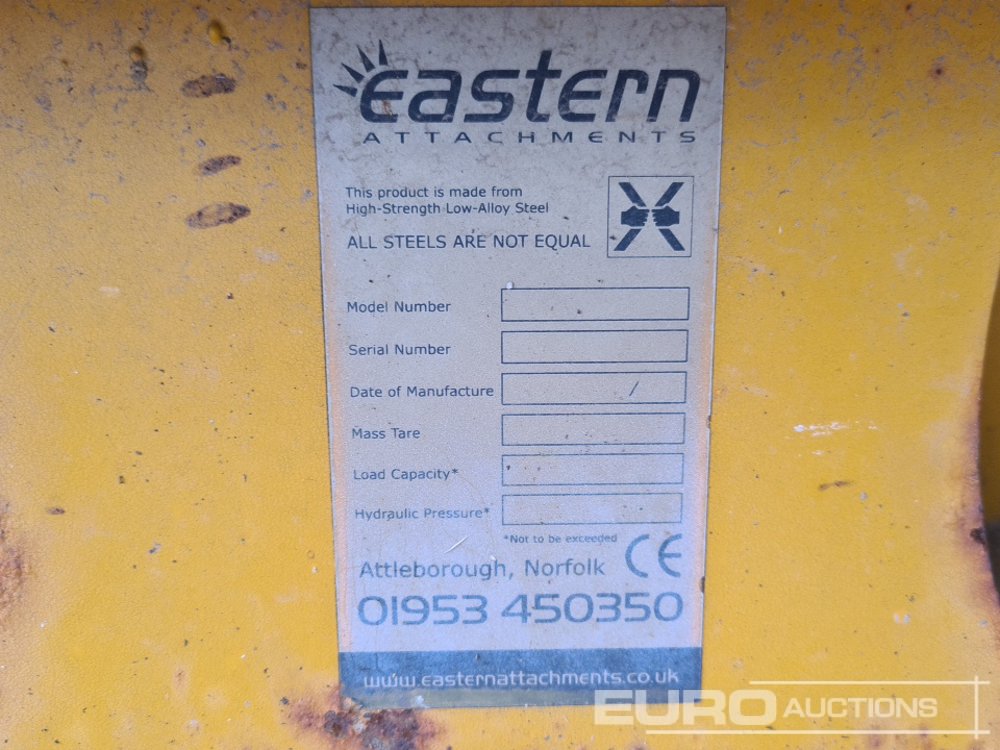 eastern
ATTACHMENTS
This product is made from
High-Strength Low-Alloy Steel
ALL STEELS ARE NOT EQUAL
Model Number
Serial Number
Date of Manufacture /
Mass Tare
Load Capacity*
Hydraulic Pressure*
*Not to be exceeded
CE
Attleborough, Norfolk
01953 450350
www.easternattachments.co.uk
EURO AUCTIONS